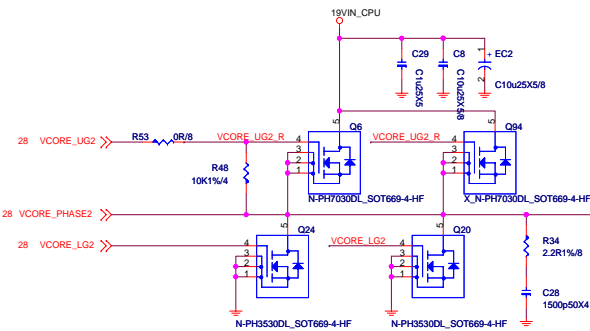 19VIN_CPU
C29
C1u25X5
C8
C10u25X5/8
1
+ EC2
2
C10u25X5/8
5
Q6
5
Q94
28 VCORE_UG2
R53
0R/8
VCORE_UG2_R
4
3
2
1
VCORE_UG2_R
4
3
2
1
R48
10K1%/4
N-PH7030DL_SOT669-4-HF
X_N-PH7030DL_SOT669-4-HF
28 VCORE_PHASE2
5
Q24
5
Q20
28 VCORE_LG2
4
3
2
1
VCORE_LG2
4
3
2
1
R34
2.2R1%/8
C28
1500p50X4
N-PH3530DL_SOT669-4-HF
N-PH3530DL_SOT669-4-HF